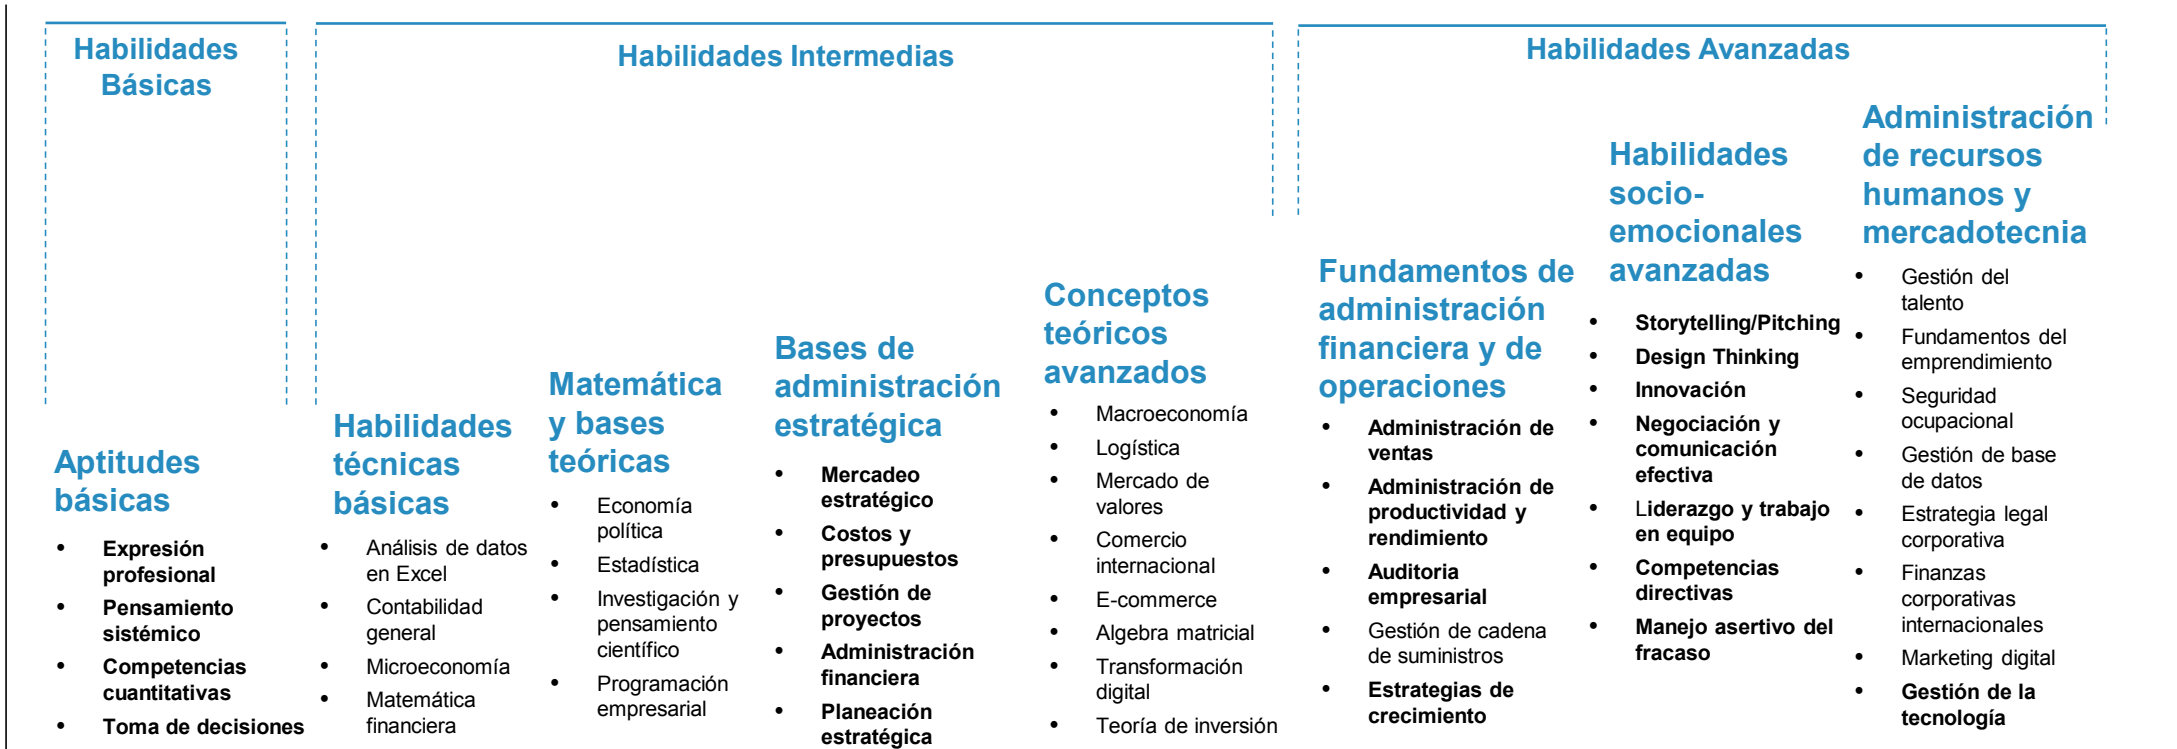 Habilidades
Básicas
Habilidades Intermedias
Habilidades Avanzadas
Aptitudes
básicas
• Expresión
profesional
• Pensamiento
sistémico
• Competencias
cuantitativas
• Toma de decisiones
Habilidades
técnicas
básicas
• Análisis de datos
en Excel
• Contabilidad
general
• Microeconomía
• Matemática
financiera
Matemática
y bases
teóricas
• Economía
política
• Estadística
• Investigación y
pensamiento
científico
• Programación
empresarial
Bases de
administración
estratégica
• Mercadeo
estratégico
• Costos y
presupuestos
• Gestión de
proyectos
• Administración
financiera
• Planeación
estratégica
Conceptos
teóricos
avanzados
• Macroeconomía
• Logística
• Mercado de
valores
• Comercio
internacional
• E-commerce
• Algebra matricial
• Transformación
digital
• Teoría de inversión
Fundamentos de
administración
financiera y de
operaciones
• Administración de
ventas
• Administración de
productividad y
rendimiento
• Auditoria
empresarial
• Gestión de cadena
de suministros
• Estrategias de
crecimiento
Habilidades
socio-
emocionales
avanzadas
• Storytelling/Pitching
• Design Thinking
• Innovación
• Negociación y
comunicación
efectiva
• Liderazgo y trabajo
en equipo
• Competencias
directivas
• Manejo asertivo del
fracaso
Administración
de recursos
humanos y
mercadotecnia
• Gestión del
talento
• Fundamentos del
emprendimiento
• Seguridad
ocupacional
• Gestión de base
de datos
• Estrategia legal
corporativa
• Finanzas
corporativas
internacionales
• Marketing digital
• Gestión de la
tecnología